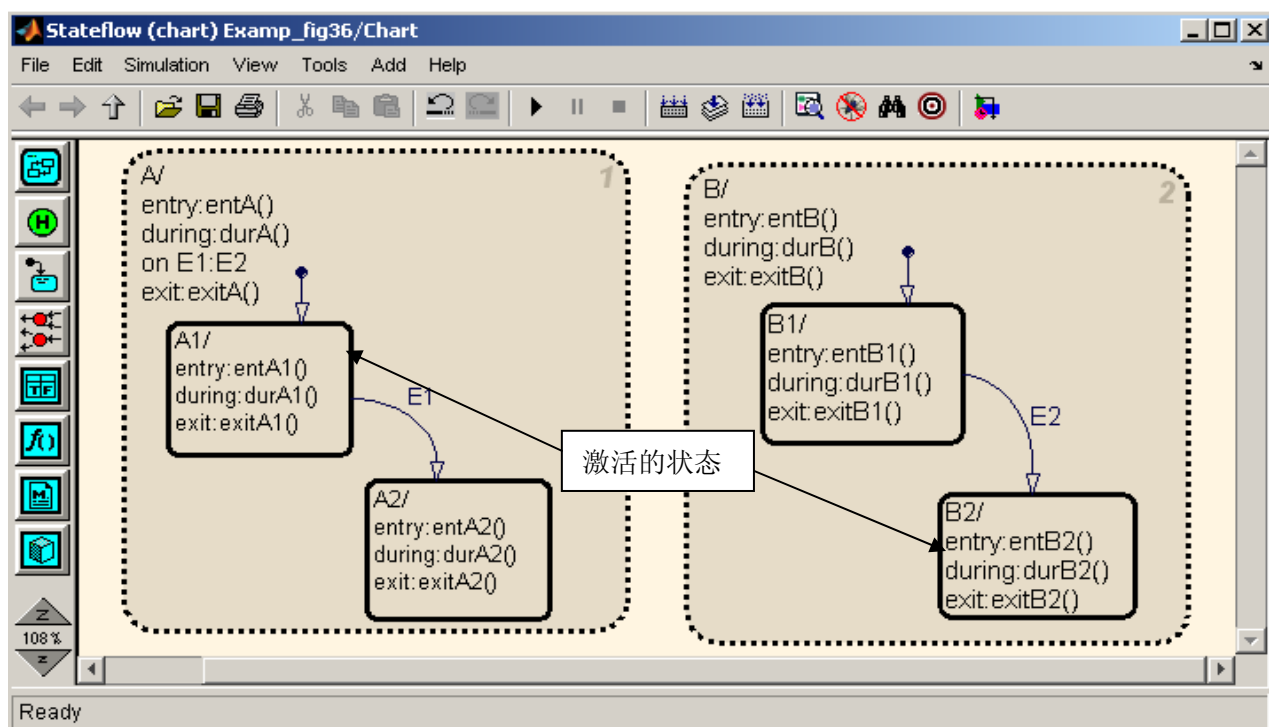 Stateflow (chart) Examp_fig36/Chart
File Edit Simulation View Tools Add Help
A/
entry:entA()
during:durA()
on E1:E2
exit:exitA()
1
A1/
entry:entA1()
during:durA1()
exit:exitA1()
E1
A2/
entry:entA2()
during:durA2()
exit:exitA2()
激活的状态
B/
entry:entB()
during:durB()
exit:exitB()
2
B1/
entry:entB1()
during:durB1()
exit:exitB1()
E2
B2/
entry:entB2()
during:durB2()
exit:exitB2()
H
TF
f()
M
Z
108%
Z
Ready